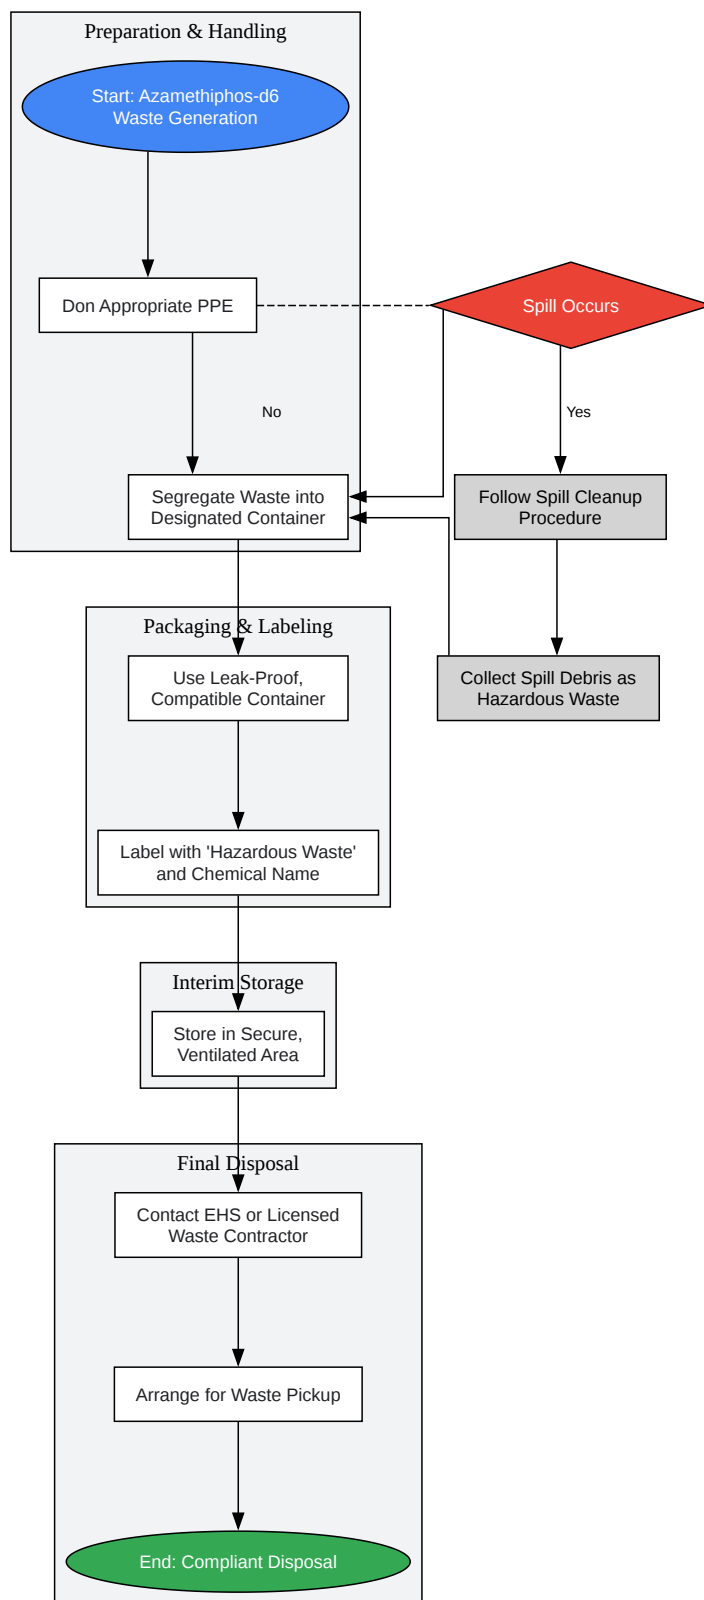 Preparation & Handling
Start: Azamethiphos-d6
Waste Generation
Don Appropriate PPE
Spill Occurs
No
Yes
Segregate Waste into
Designated Container
Follow Spill Cleanup
Procedure
Packaging & Labeling
Use Leak-Proof,
Compatible Container
Collect Spill Debris as
Hazardous Waste
Label with 'Hazardous Waste'
and Chemical Name
Interim Storage
Store in Secure,
Ventilated Area
Final Disposal
Contact EHS or Licensed
Waste Contractor
Arrange for Waste Pickup
End: Compliant Disposal